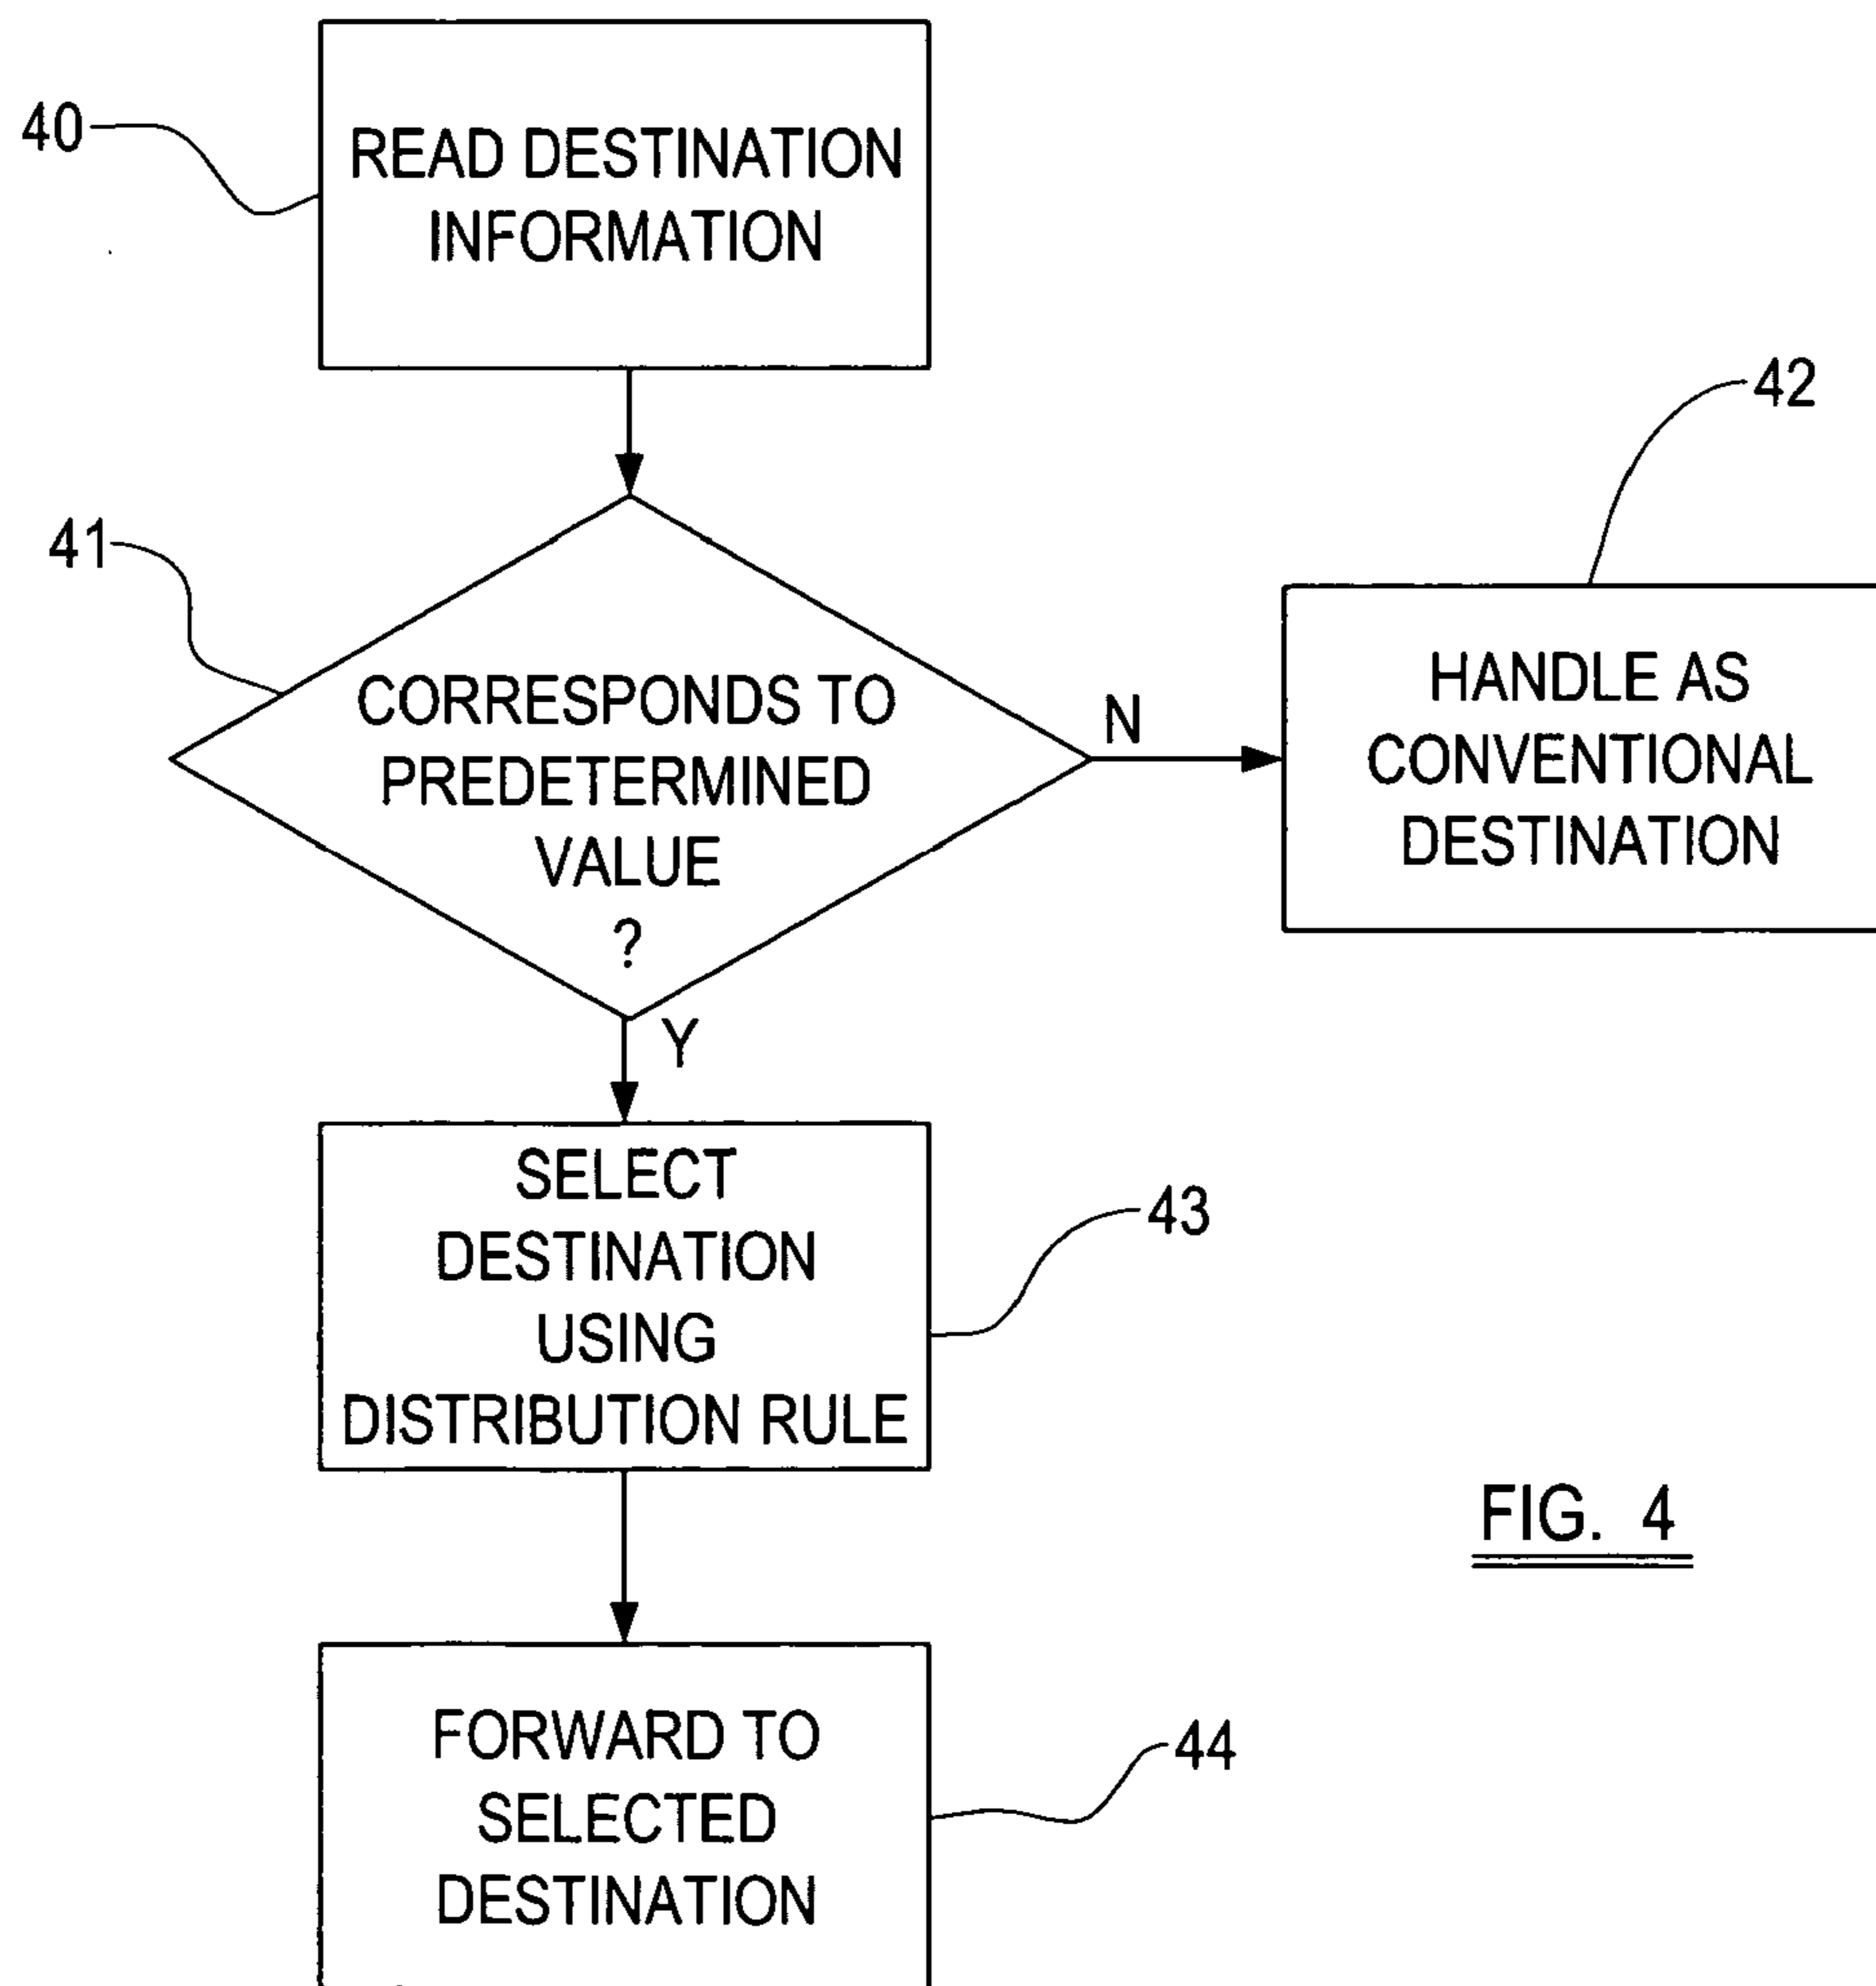 40
READ DESTINATION
INFORMATION
42
41
CORRESPONDS TO
PREDETERMINED
VALUE
?
N
HANDLE AS
CONVENTIONAL
DESTINATION
Y
SELECT
DESTINATION
USING
DISTRIBUTION RULE
43
FIG. 4
FORWARD TO
SELECTED
DESTINATION
44